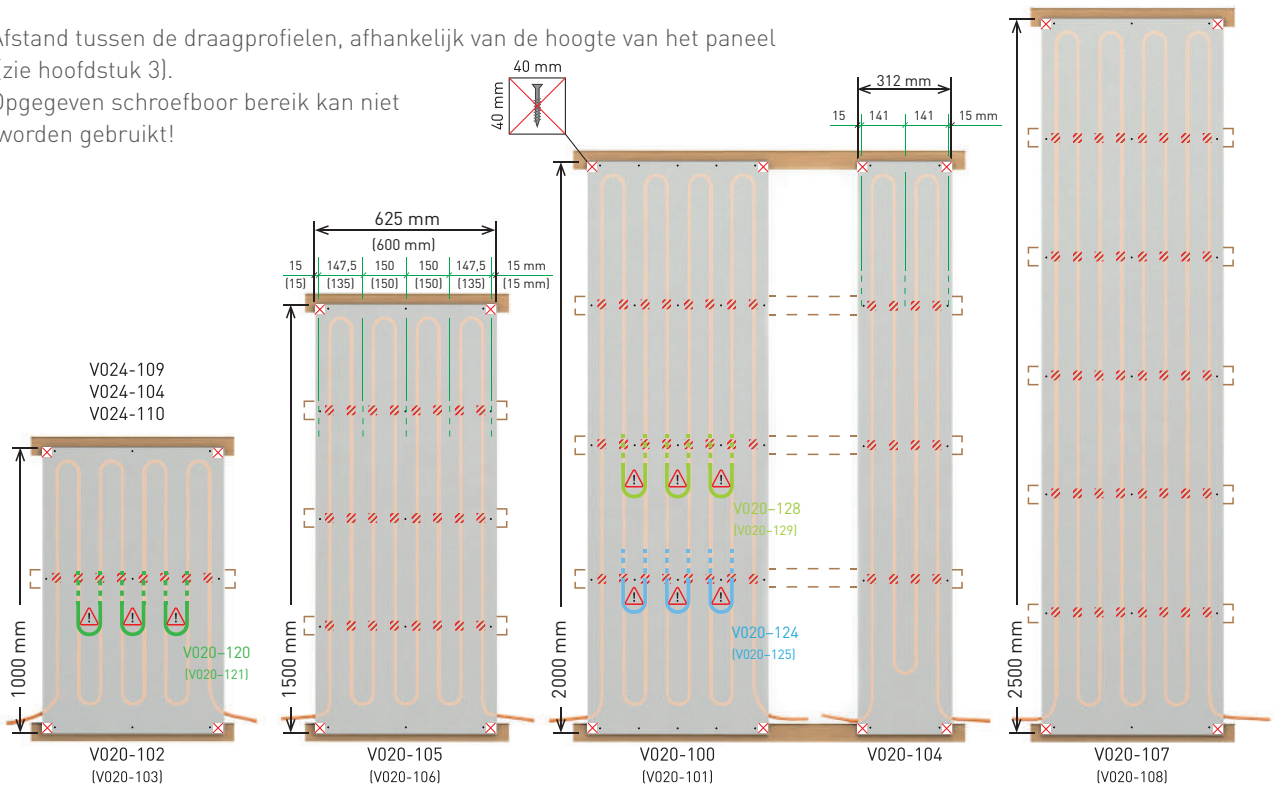 Afstand tussen de draagprofielen, afhankelijk van de hoogte van het paneel
(zie hoofdstuk 3).
Opgegeven schroefboor bereik kan niet
worden gebruikt!
40 mm
40 mm
312 mm
15 141 141 15 mm
625 mm
(600 mm)
15 147,5 150 150 147,5 15 mm
(15) (135) (150) (150) (135) (15 mm)
V024-109
V024-104
V024-110
1000 mm
1500 mm
2000 mm
2500 mm
V020-128
(V020-129)
V020-120
(V020-121)
V020-124
(V020-125)
V020-102
(V020-103)
V020-105
(V020-106)
V020-100
(V020-101)
V020-104
V020-107
(V020-108)